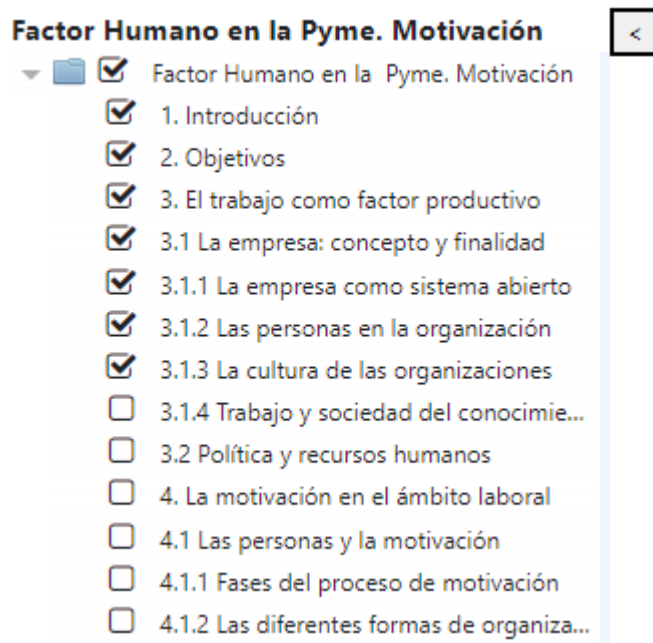 Factor Humano en la Pyme. Motivación <
Factor Humano en la Pyme. Motivación
1. Introducción
2. Objetivos
3. El trabajo como factor productivo
3.1 La empresa: concepto y finalidad
3.1.1 La empresa como sistema abierto
3.1.2 Las personas en la organización
3.1.3 La cultura de las organizaciones
3.1.4 Trabajo y sociedad del conocimie...
3.2 Política y recursos humanos
4. La motivación en el ámbito laboral
4.1 Las personas y la motivación
4.1.1 Fases del proceso de motivación
4.1.2 Las diferentes formas de organiza...